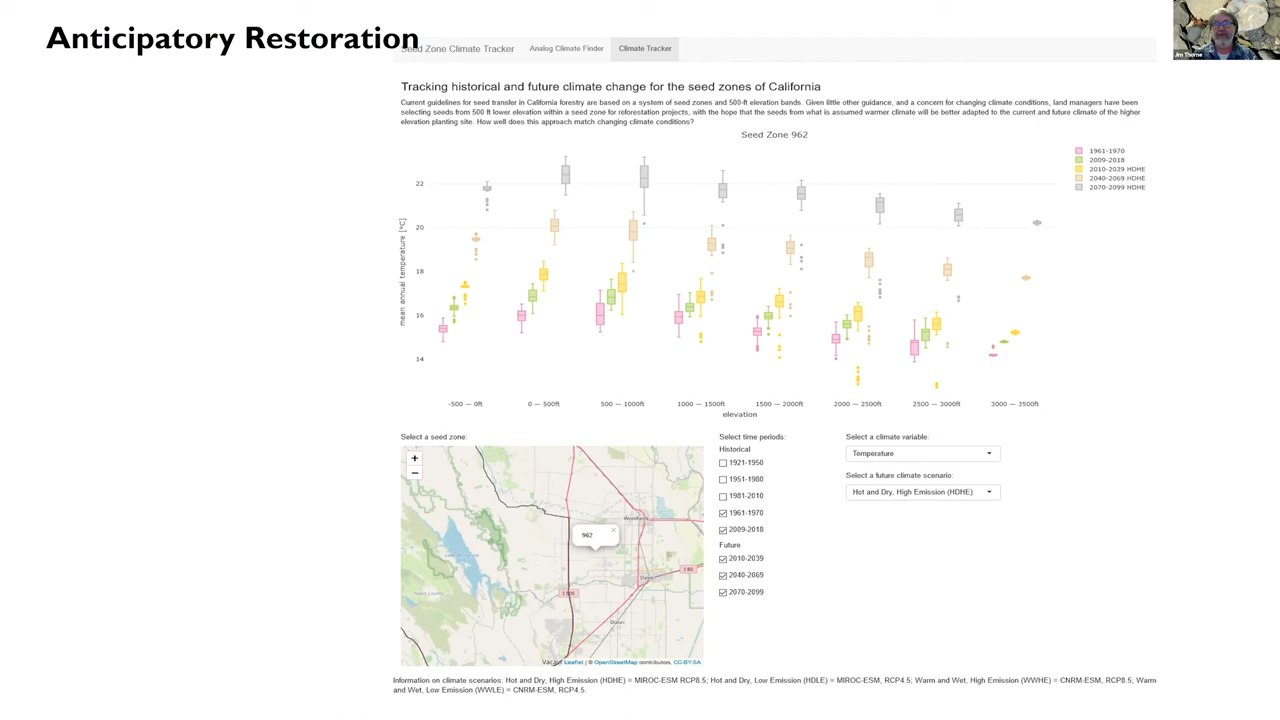 Anticipatory Restoration
Jim Thorne
Seed Zone Climate Tracker
Analog Climate Finder
Climate Tracker
Tracking historical and future climate change for the seed zones of California
Current guidelines for seed transfer in California forestry are based on a system of seed zones and 500-ft elevation bands. Given little other guidance, and a concern for changing climate conditions, land managers have been
selecting seeds from 500 ft lower elevation within a seed zone for reforestation projects, with the hope that the seeds from what is assumed warmer climate will be better adapted to the current and future climate of the higher
elevation planting site. How well does this approach match changing climate conditions?
Seed Zone 962
1961-1970
2009-2018
2010-2039 HDHE
2040-2069 HDHE
2070-2099 HDHE
22
20
18
16
14
mean annual temperature [°C]
-500 — 0ft
0 — 500ft
500 — 1000ft
1000 — 1500ft
1500 — 2000ft
2000 — 2500ft
2500 — 3000ft
3000 — 3500ft
elevation
Select a seed zone:
+
−
962
×
Woodland
Davis
I 80
I 505
Dixon
Leaflet | © OpenStreetMap contributors, CC-BY-SA
Select time periods:
Historical
1921-1950
1951-1980
1981-2010
1961-1970
2009-2018
Future
2010-2039
2040-2069
2070-2099
Select a climate variable:
Temperature
Select a future climate scenario:
Hot and Dry, High Emission (HDHE)
Information on climate scenarios: Hot and Dry, High Emission (HDHE) = MIROC-ESM RCP8.5; Hot and Dry, Low Emission (HDLE) = MIROC-ESM, RCP4.5; Warm and Wet, High Emission (WWHE) = CNRM-ESM, RCP8.5; Warm
and Wet, Low Emission (WWLE) = CNRM-ESM, RCP4.5.